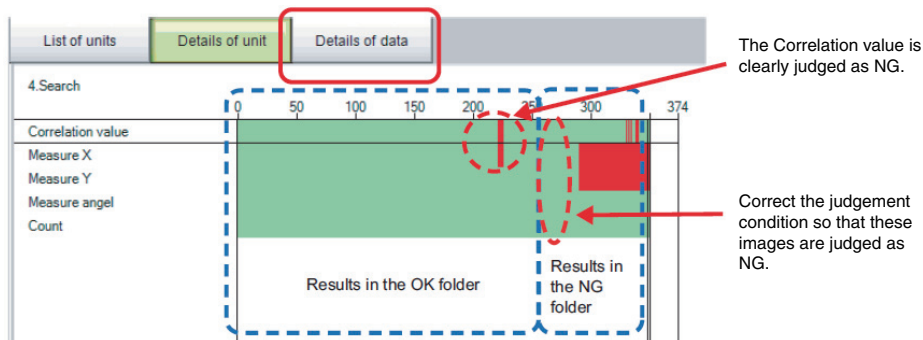 List of units
Details of unit
Details of data
The Correlation value is
clearly judged as NG.
4.Search
0 50 100 150 200 250 300 374
Correlation value
Measure X
Measure Y
Measure angel
Count
Correct the judgement
condition so that these
images are judged as
NG.
Results in the OK folder
Results in
the NG
folder